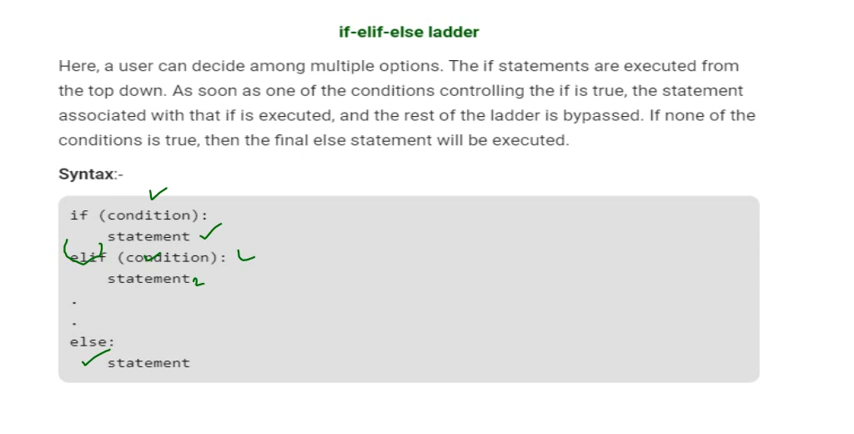 if-elif-else ladder
Here, a user can decide among multiple options. The if statements are executed from
the top down. As soon as one of the conditions controlling the if is true, the statement
associated with that if is executed, and the rest of the ladder is bypassed. If none of the
conditions is true, then the final else statement will be executed.
Syntax:-
if (condition):
    statement
elif (condition):
    statement2
.
.
else:
    statement